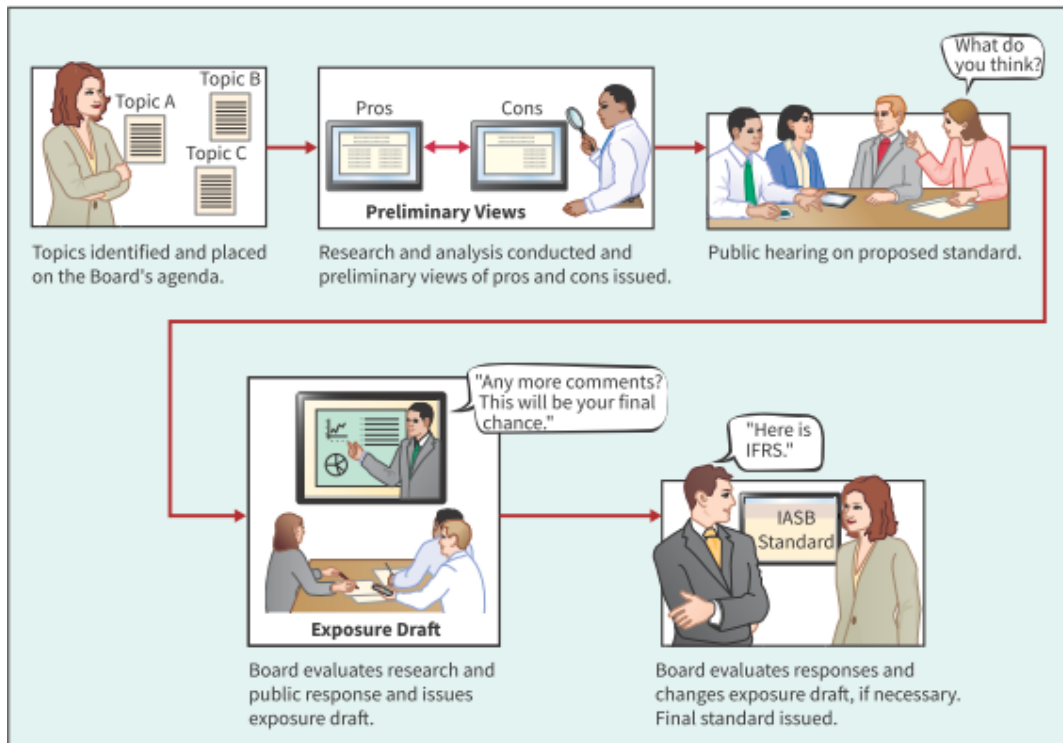 Topic A
Topic B
Topic C
Topics identified and placed
on the Board's agenda.
Pros
Cons
Preliminary Views
Research and analysis conducted and
preliminary views of pros and cons issued.
What do
you think?
Public hearing on proposed standard.
"Any more comments?
This will be your final
chance."
Exposure Draft
Board evaluates research and
public response and issues
exposure draft.
"Here is
IFRS."
IASB
Standard
Board evaluates responses and
changes exposure draft, if necessary.
Final standard issued.